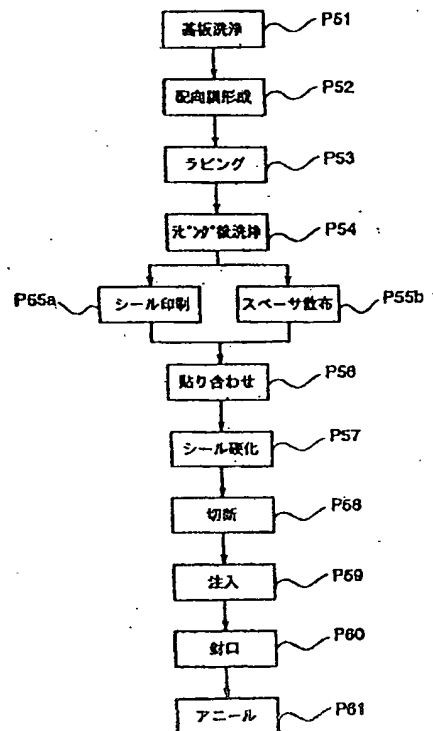 基板洗浄 P51
配向膜形成 P52
ラビング P53
ラビング後洗浄 P54
P55a シール印刷 スペーサ散布 P55b
貼り合わせ P56
シール硬化 P57
切断 P58
注入 P59
封口 P60
アニール P61